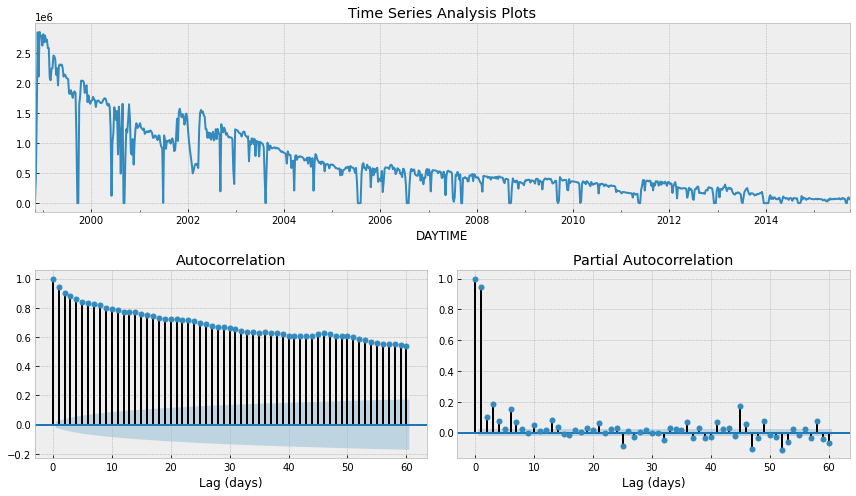 Time Series Analysis Plots
1e6
2.5
2.0
1.5
1.0
0.5
0.0
2000 2002 2004 2006 2008 2010 2012 2014
DAYTIME
Autocorrelation
1.0
0.8
0.6
0.4
0.2
0.0
−0.2
0 10 20 30 40 50 60
Lag (days)
Partial Autocorrelation
1.0
0.8
0.6
0.4
0.2
0.0
0 10 20 30 40 50 60
Lag (days)